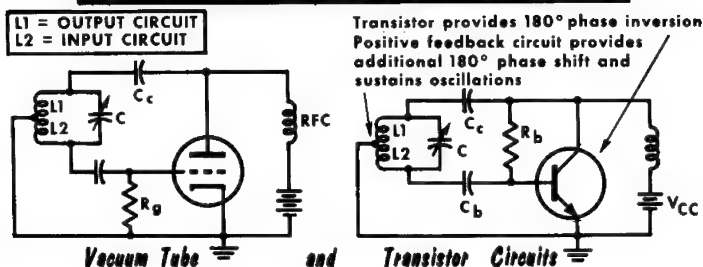 L1 = OUTPUT CIRCUIT
L2 = INPUT CIRCUIT
Transistor provides 180° phase inversion
Positive feedback circuit provides
additional 180° phase shift and
sustains oscillations
Cc
L1
L2
C
RFC
Rg
Cc
L1
L2
C
Rb
Cb
VCC
Vacuum Tube and Transistor Circuits